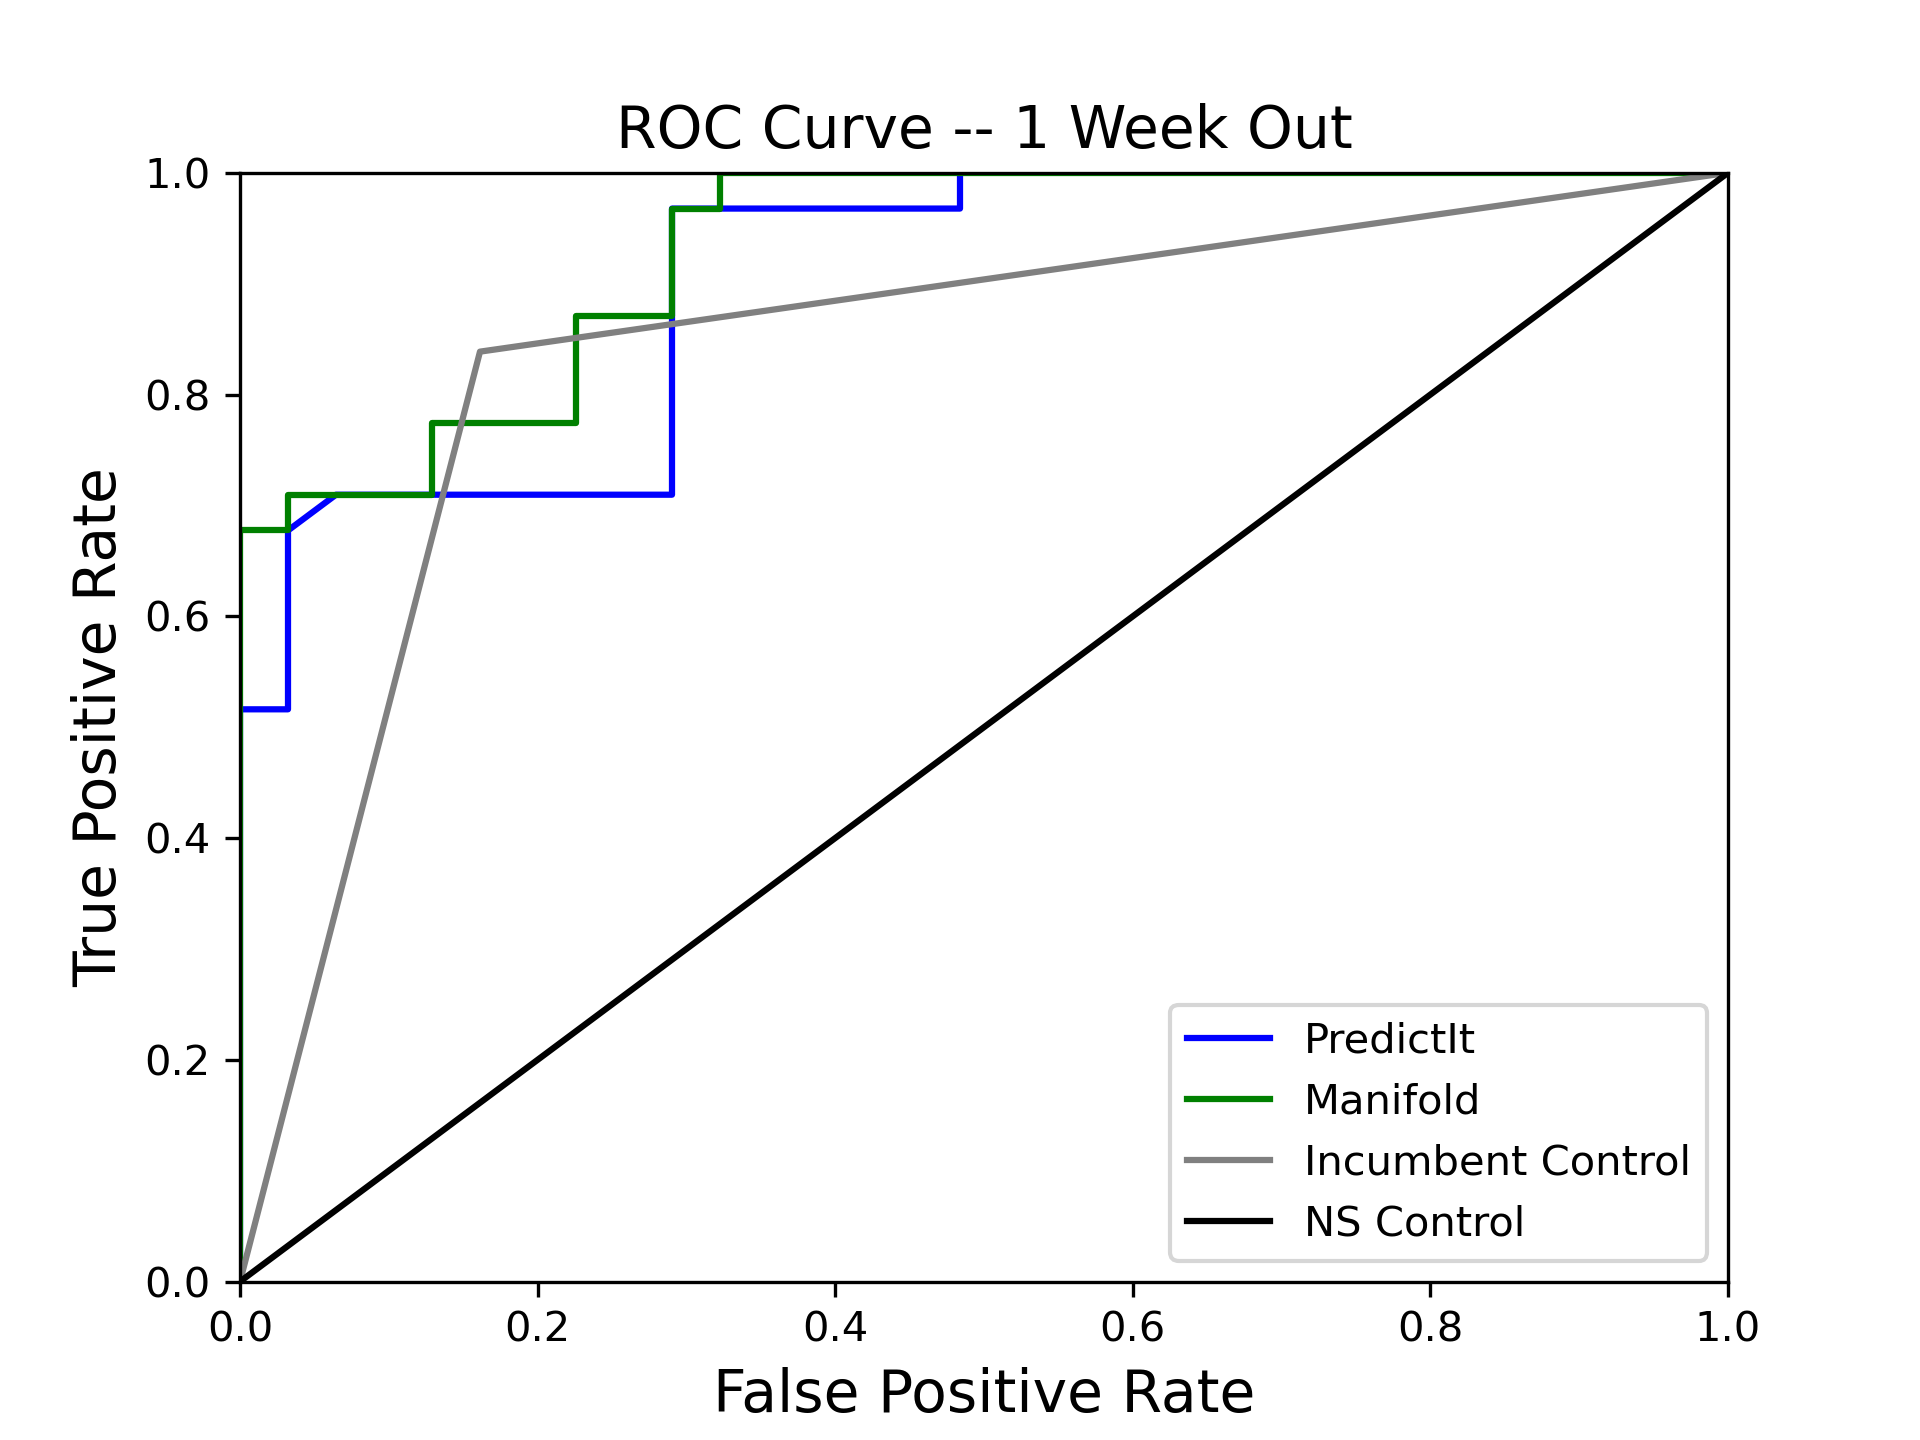 ROC Curve -- 1 Week Out
True Positive Rate
1.0
0.8
0.6
0.4
0.2
0.0
0.0 0.2 0.4 0.6 0.8 1.0
False Positive Rate
PredictIt
Manifold
Incumbent Control
NS Control